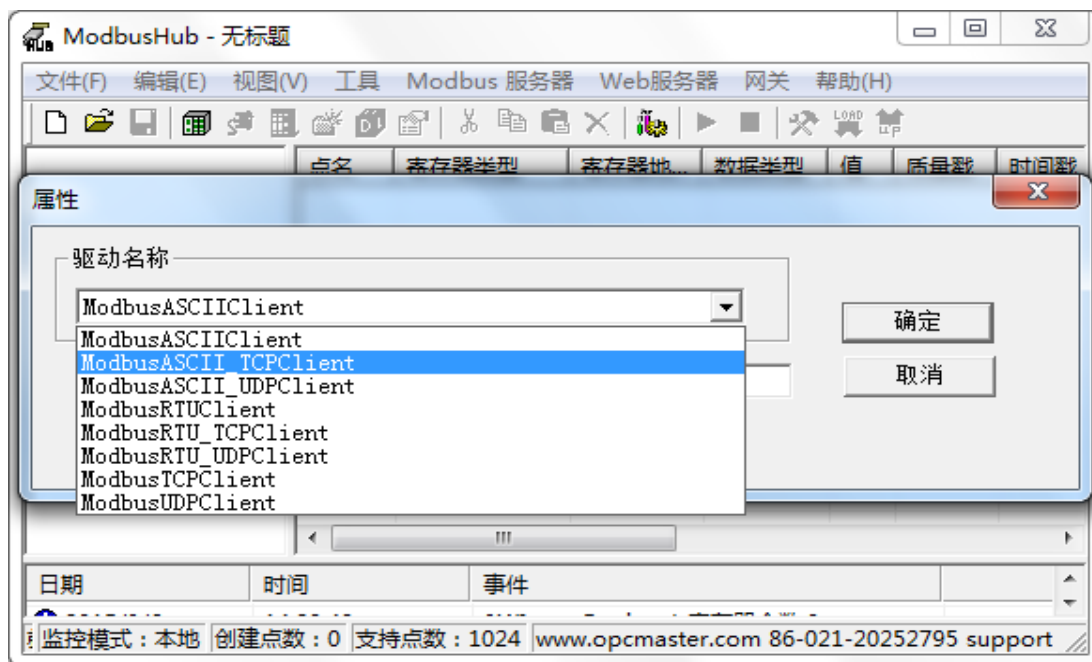 ModbusHub - 无标题
文件(F) 编辑(E) 视图(V) 工具 Modbus 服务器 Web服务器 网关 帮助(H)
点名 寄存器类型 寄存器地... 数据类型 值 质量戳 时间戳
属性
驱动名称
ModbusASCIIClient
确定
ModbusASCIIClient
ModbusASCII_TCPClient
取消
ModbusASCII_UDPClient
ModbusRTUClient
ModbusRTU_TCPClient
ModbusRTU_UDPClient
ModbusTCPClient
ModbusUDPClient
日期 时间 事件
监控模式：本地 创建点数：0 支持点数：1024 www.opcmaster.com 86-021-20252795 support